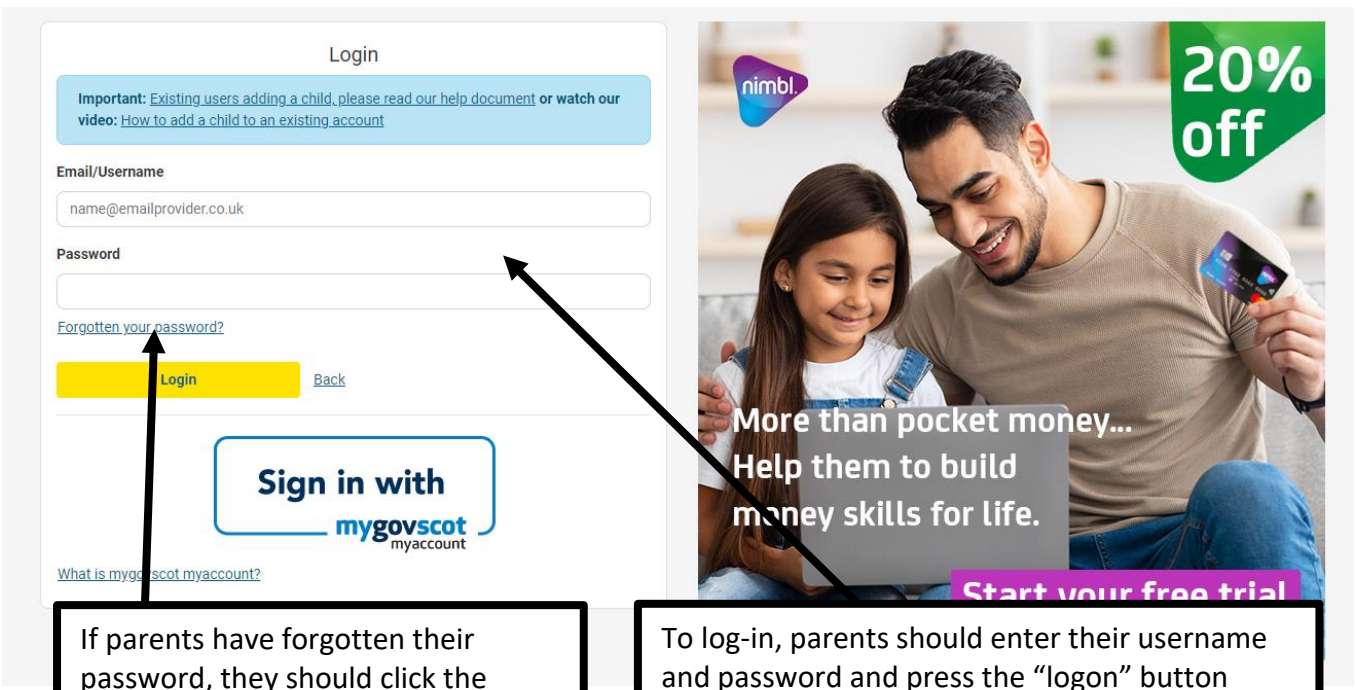 Login
Important: Existing users adding a child, please read our help document or watch our
video: How to add a child to an existing account
Email/Username
name@emailprovider.co.uk
Password
Forgotten your password?
Login
Back
Sign in with
mygovscot
myaccount
What is mygovscot myaccount?
If parents have forgotten their
password, they should click the
nimbl.
20%
off
More than pocket money...
Help them to build
money skills for life.
Start your free trial
To log-in, parents should enter their username
and password and press the “logon” button